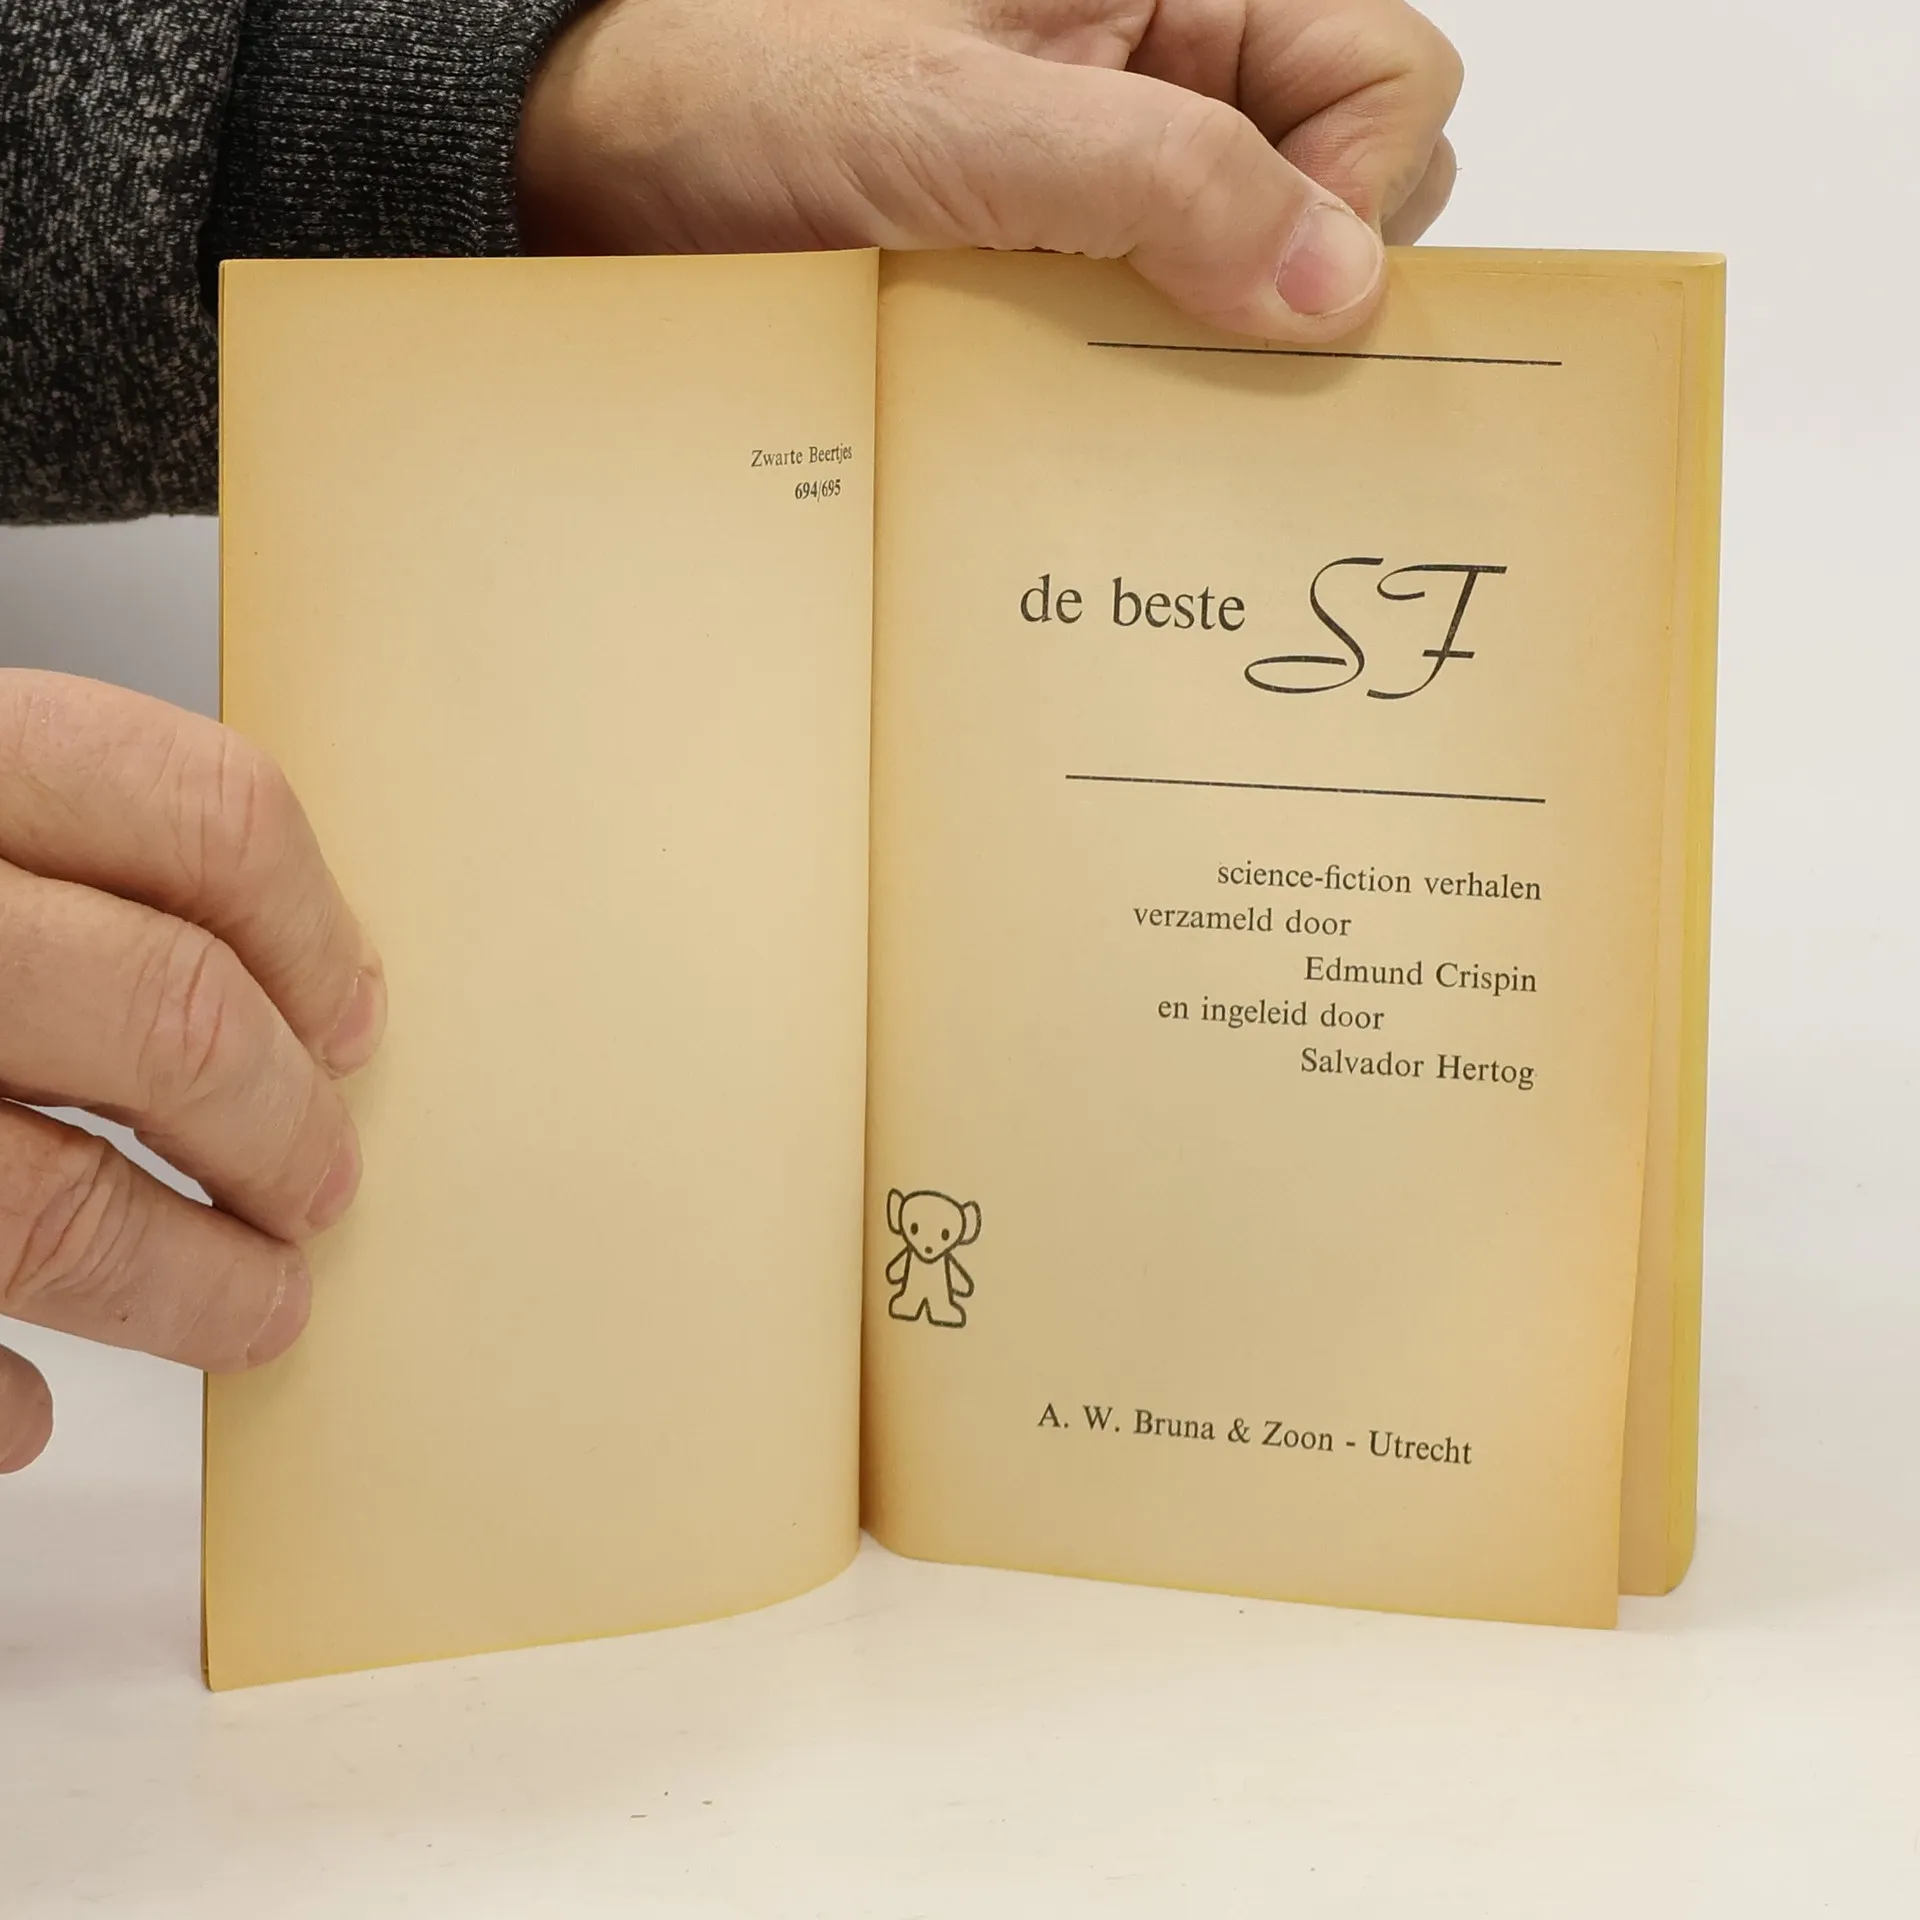 Zwarte Beertjes
694/695
de beste SF
science-fiction verhalen
verzameld door
Edmund Crispin
en ingeleid door
Salvador Hertog
A. W. Bruna & Zoon - Utrecht